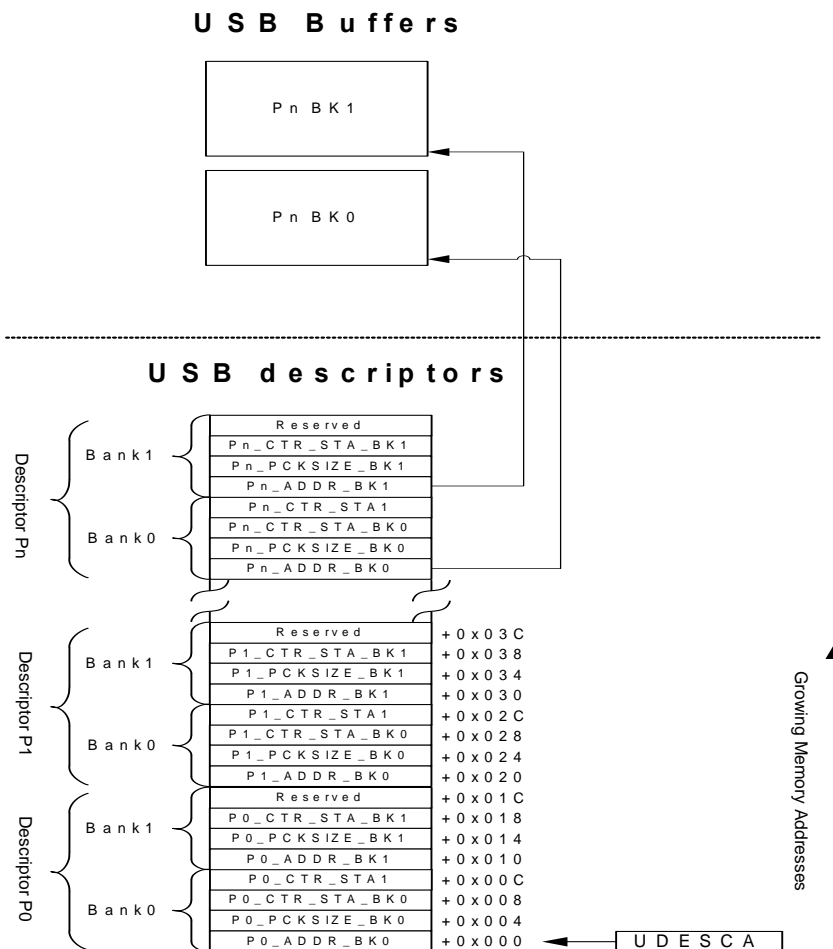 USB Buffers
Pn BK1
Pn BK0
USB descriptors
Descriptor Pn
Bank1
Reserved
Pn_CTR_STA_BK1
Pn_PCKSIZE_BK1
Pn_ADDR_BK1
Bank0
Pn_CTR_STA1
Pn_CTR_STA_BK0
Pn_PCKSIZE_BK0
Pn_ADDR_BK0
Descriptor P1
Bank1
Reserved +0x03C
P1_CTR_STA_BK1 +0x038
P1_PCKSIZE_BK1 +0x034
P1_ADDR_BK1 +0x030
Bank0
P1_CTR_STA1 +0x02C
P1_CTR_STA_BK0 +0x028
P1_PCKSIZE_BK0 +0x024
P1_ADDR_BK0 +0x020
Descriptor P0
Bank1
Reserved +0x01C
P0_CTR_STA_BK1 +0x018
P0_PCKSIZE_BK1 +0x014
P0_ADDR_BK1 +0x010
Bank0
P0_CTR_STA1 +0x00C
P0_CTR_STA_BK0 +0x008
P0_PCKSIZE_BK0 +0x004
P0_ADDR_BK0 +0x000
UDESCA
Growing Memory Addresses